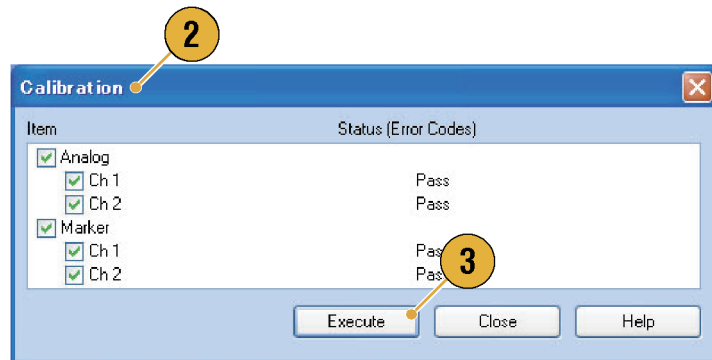 2
Calibration
Item Status (Error Codes)
Analog
Ch 1 Pass
Ch 2 Pass
Marker
Ch 1 Pas
Ch 2 Pas
3
Execute Close Help